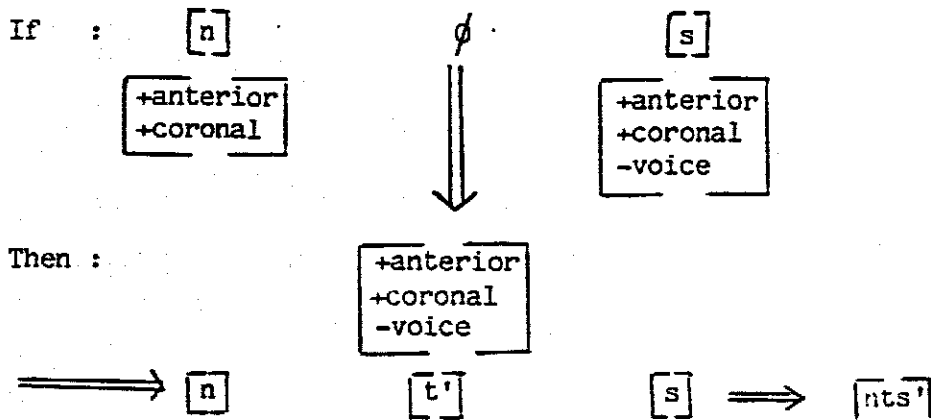 If : [n] ∅ [s]
[+anterior [+anterior
+coronal] +coronal
-voice]
Then : [+anterior
+coronal
-voice]
⟹ [n] [t'] [s] ⟹ [nts']